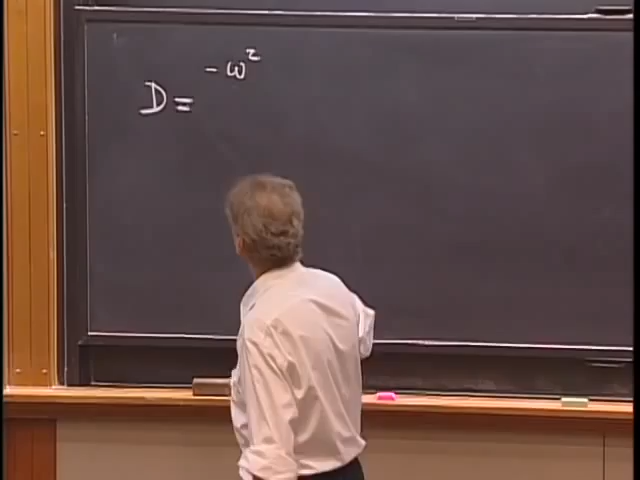 - ω²
D =